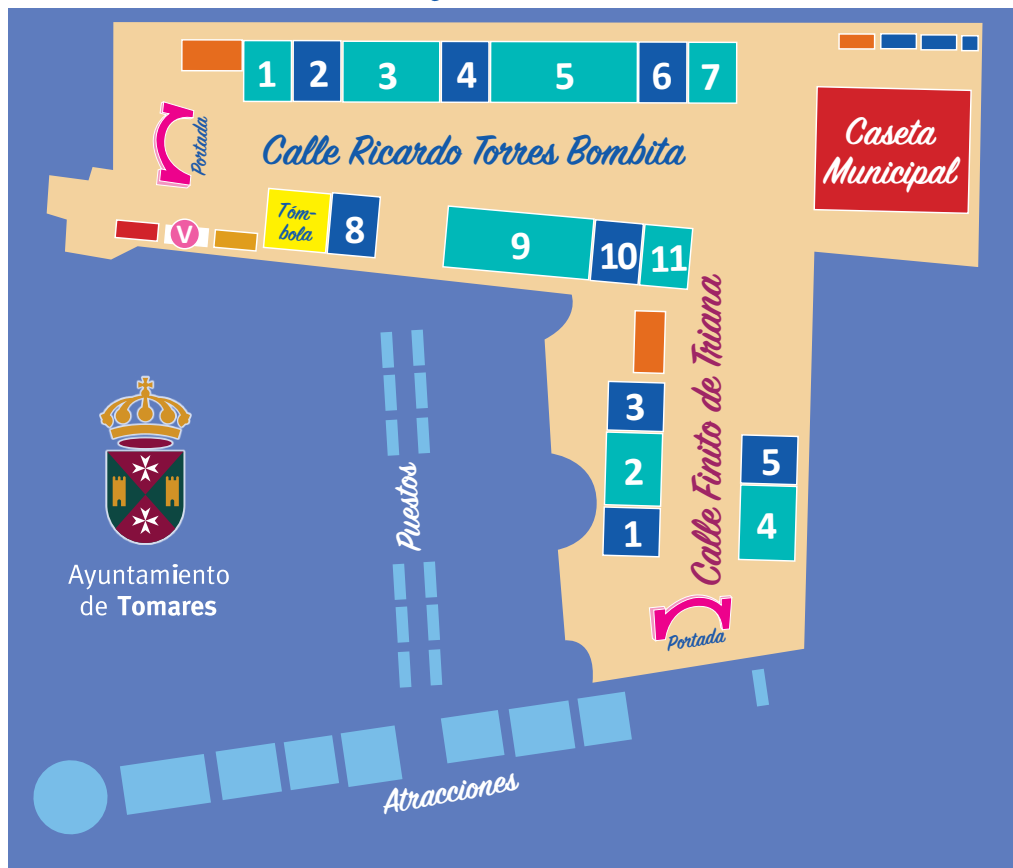 1 2 3 4 5 6 7
Portada
Calle Ricardo Torres Bombita
Caseta
Municipal
V
Tóm-
bola
8
9 10 11
Calle Finito de Triana
3
2
1
5
4
Portada
Puestos
Ayuntamiento
de Tomares
Atracciones